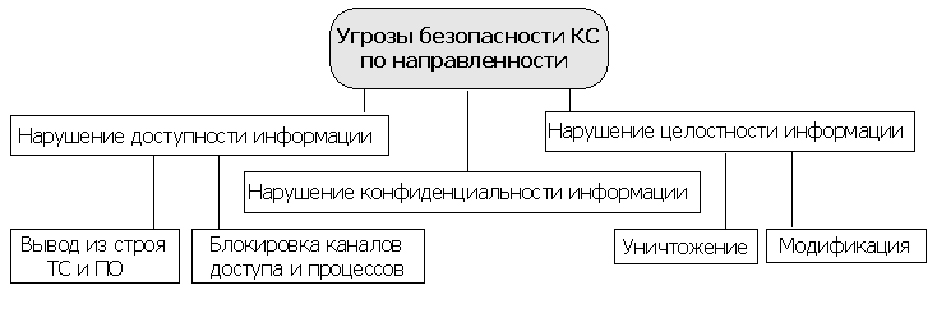 Угрозы безопасности КС
по направленности
Нарушение доступности информации
Нарушение целостности информации
Нарушение конфиденциальности информации
Вывод из строя
ТС и ПО
Блокировка каналов
доступа и процессов
Уничтожение
Модификация